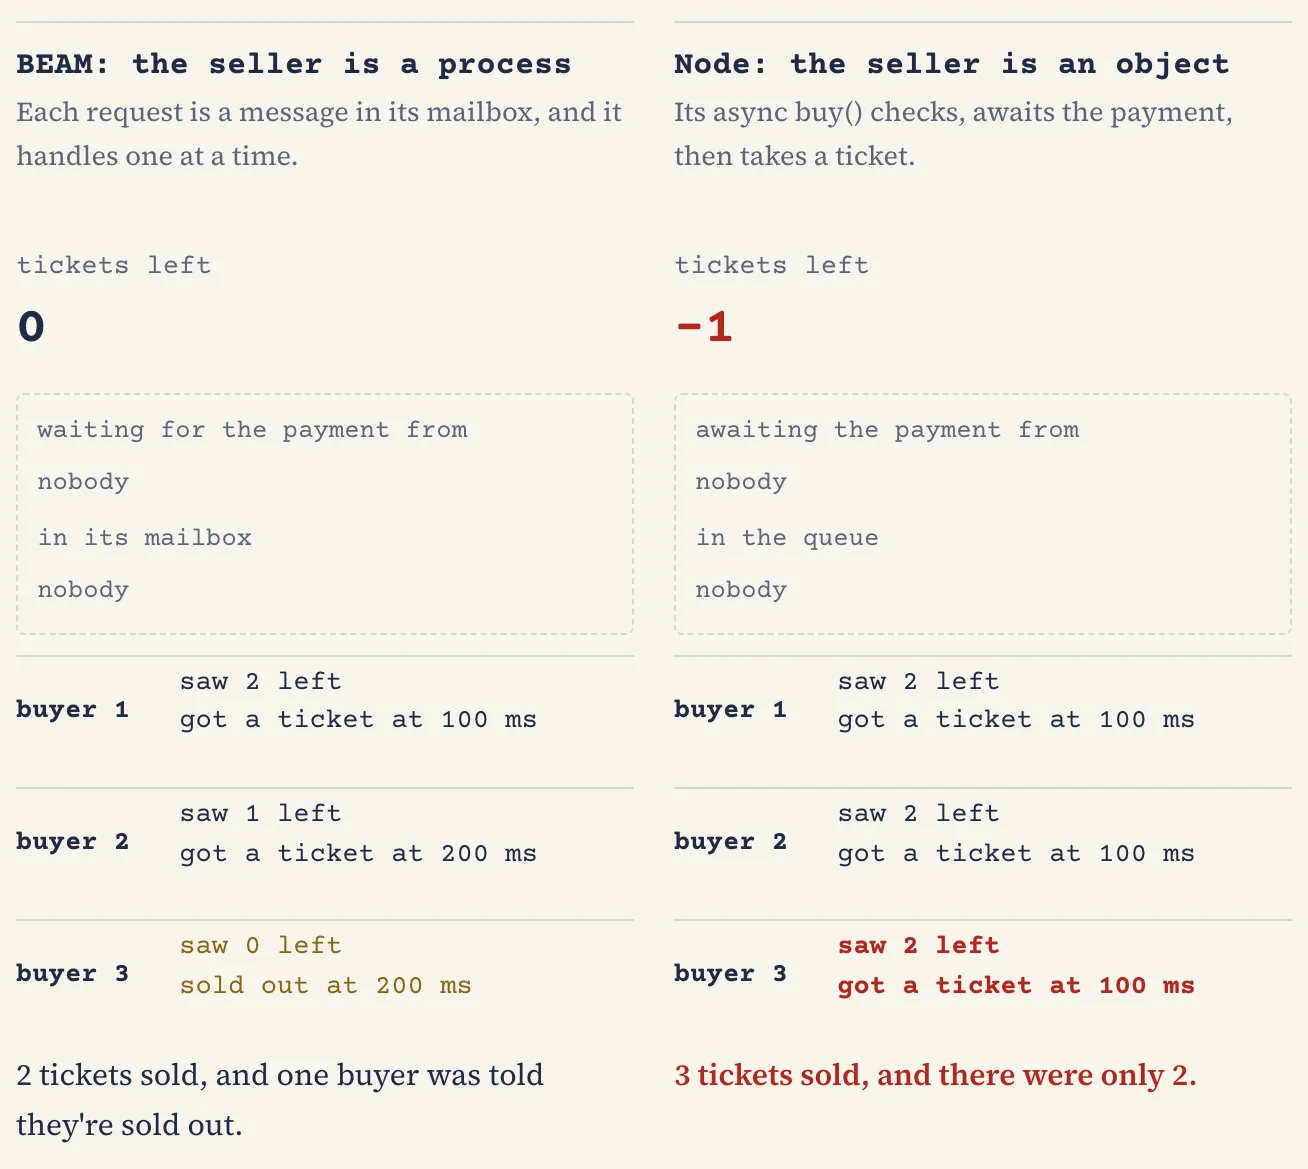 BEAM: the seller is a process
Each request is a message in its mailbox, and it
handles one at a time.
tickets left
0
waiting for the payment from
nobody
in its mailbox
nobody
buyer 1
saw 2 left
got a ticket at 100 ms
buyer 2
saw 1 left
got a ticket at 200 ms
buyer 3
saw 0 left
sold out at 200 ms
2 tickets sold, and one buyer was told
they're sold out.
Node: the seller is an object
Its async buy() checks, awaits the payment,
then takes a ticket.
tickets left
−1
awaiting the payment from
nobody
in the queue
nobody
buyer 1
saw 2 left
got a ticket at 100 ms
buyer 2
saw 2 left
got a ticket at 100 ms
buyer 3
saw 2 left
got a ticket at 100 ms
3 tickets sold, and there were only 2.